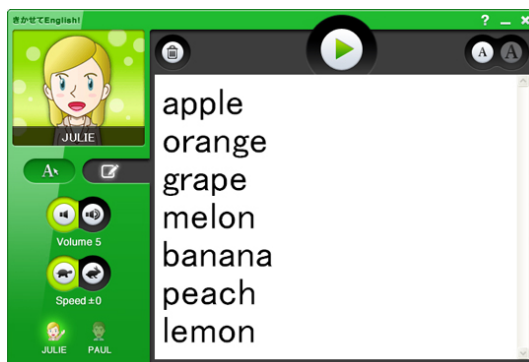 きかせてEnglish!
? _ ×
A A
JULIE
A
Volume 5
Speed ±0
JULIE PAUL
apple
orange
grape
melon
banana
peach
lemon